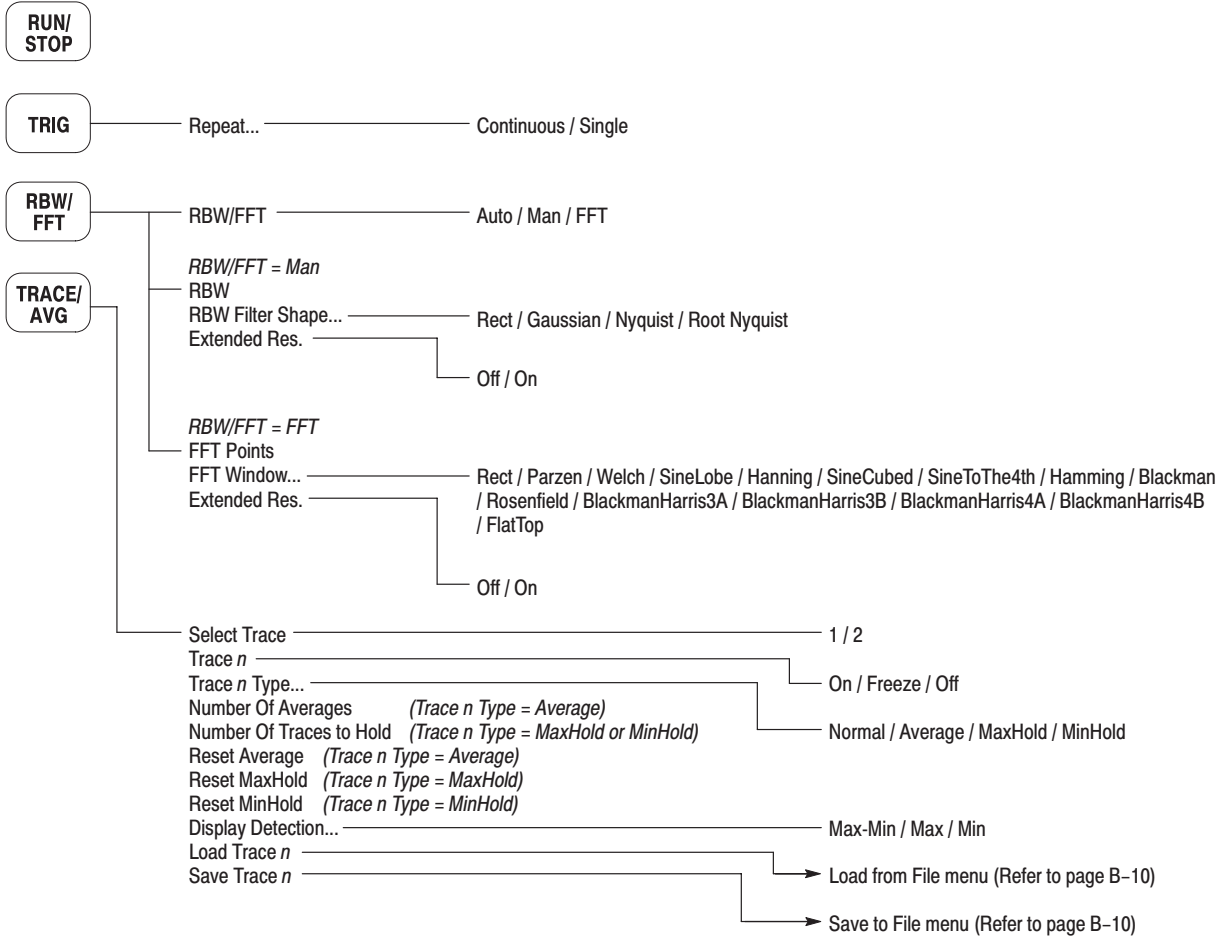 RUN/
STOP
TRIG
Repeat...
Continuous / Single
RBW/
FFT
RBW/FFT
Auto / Man / FFT
RBW/FFT = Man
RBW
RBW Filter Shape...
Rect / Gaussian / Nyquist / Root Nyquist
Extended Res.
Off / On
RBW/FFT = FFT
FFT Points
FFT Window...
Rect / Parzen / Welch / SineLobe / Hanning / SineCubed / SineToThe4th / Hamming / Blackman
/ Rosenfield / BlackmanHarris3A / BlackmanHarris3B / BlackmanHarris4A / BlackmanHarris4B
/ FlatTop
Extended Res.
Off / On
TRACE/
AVG
Select Trace
1 / 2
Trace n
On / Freeze / Off
Trace n Type...
Normal / Average / MaxHold / MinHold
Number Of Averages (Trace n Type = Average)
Number Of Traces to Hold (Trace n Type = MaxHold or MinHold)
Reset Average (Trace n Type = Average)
Reset MaxHold (Trace n Type = MaxHold)
Reset MinHold (Trace n Type = MinHold)
Display Detection...
Max-Min / Max / Min
Load Trace n
Load from File menu (Refer to page B–10)
Save Trace n
Save to File menu (Refer to page B–10)